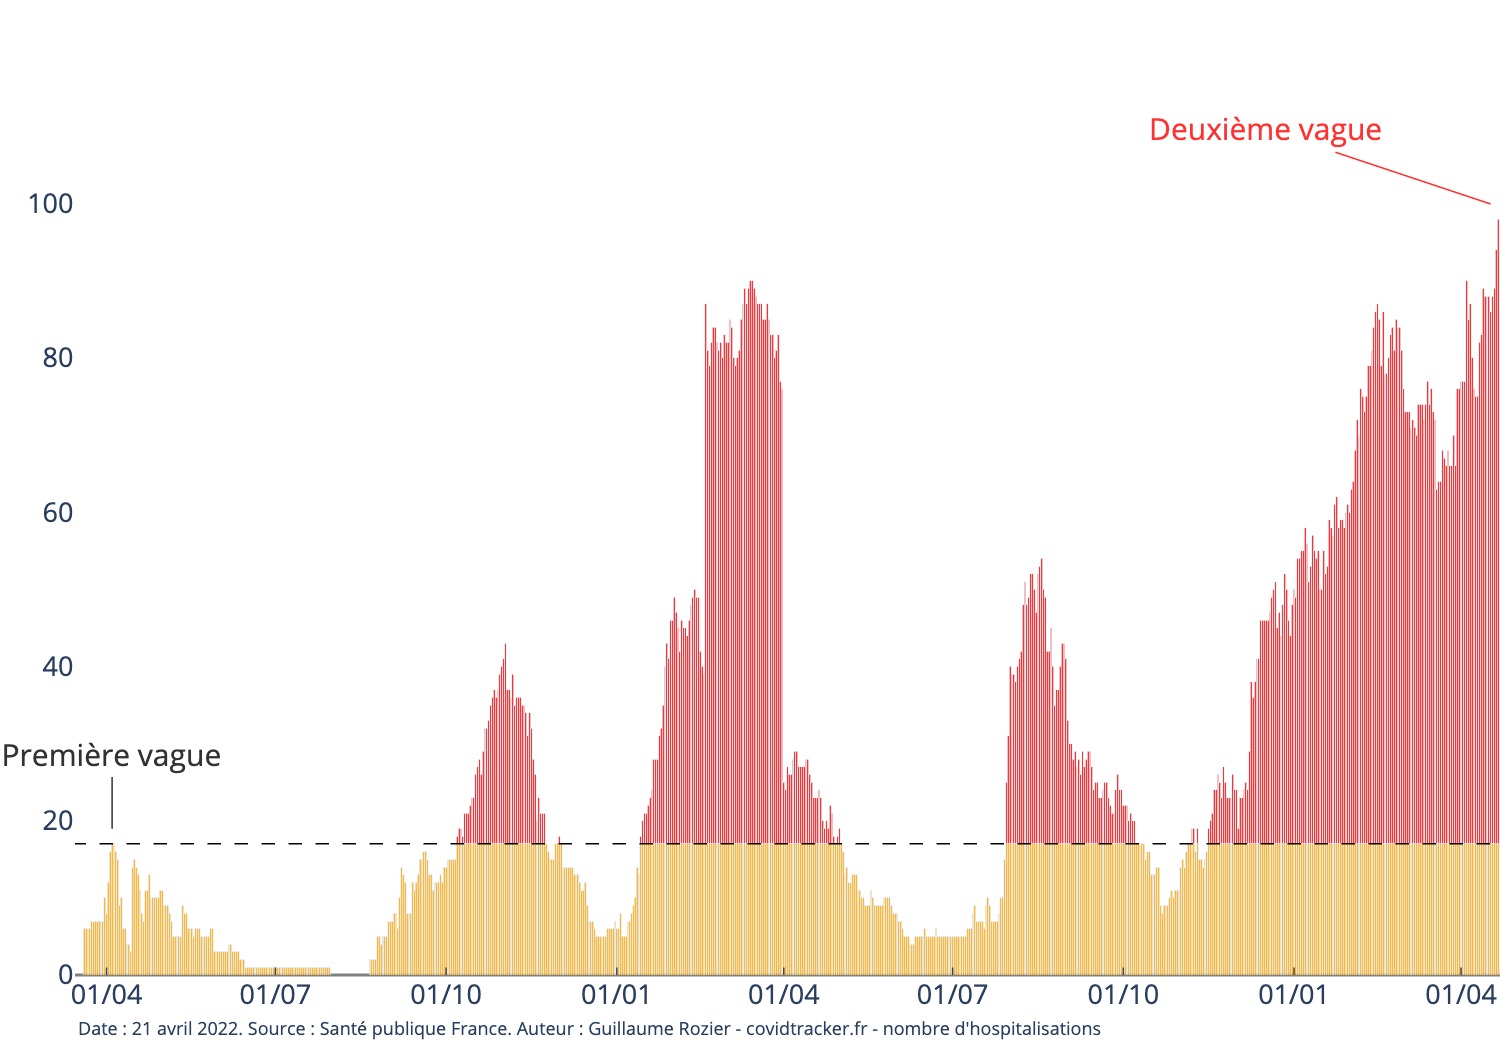 Deuxième vague
100
80
60
40
Première vague
20
0
01/04 01/07 01/10 01/01 01/04 01/07 01/10 01/01 01/04
Date : 21 avril 2022. Source : Santé publique France. Auteur : Guillaume Rozier - covidtracker.fr - nombre d'hospitalisations